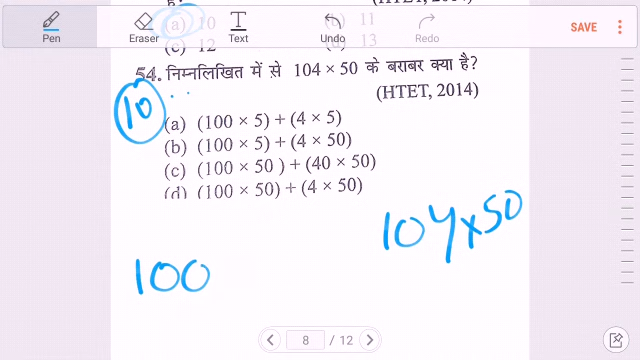 (a) 10 (b) 11
(c) 12 (d) 13
Pen Eraser Text Undo Redo SAVE
54. निम्नलिखित में से 104 × 50 के बराबर क्या है?
(HTET, 2014)
10
(a) (100 × 5) + (4 × 5)
(b) (100 × 5) + (4 × 50)
(c) (100 × 50 ) + (40 × 50)
(d) (100 × 50) + (4 × 50)
104 × 50
100
8 / 12